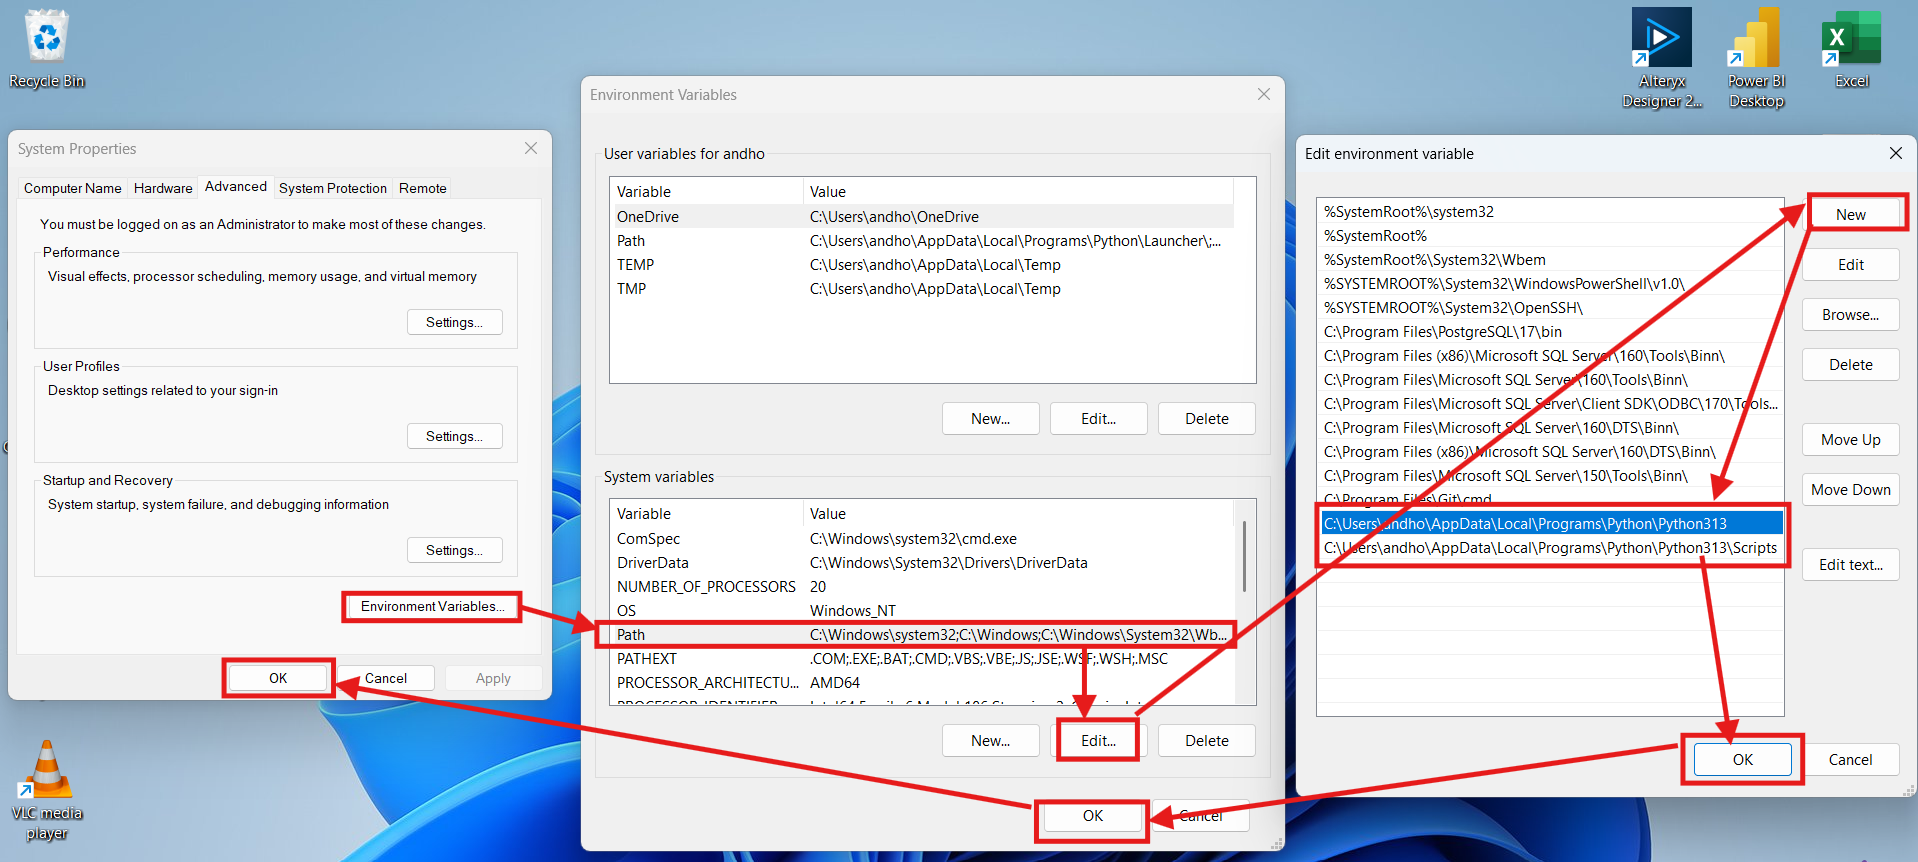 Recycle Bin
Alteryx
Designer 2...
Power BI
Desktop
Excel
System Properties
Computer Name
Hardware
Advanced
System Protection
Remote
You must be logged on as an Administrator to make most of these changes.
Performance
Visual effects, processor scheduling, memory usage, and virtual memory
Settings...
User Profiles
Desktop settings related to your sign-in
Settings...
Startup and Recovery
System startup, system failure, and debugging information
Settings...
Environment Variables...
OK
Cancel
Apply
VLC media
player
Environment Variables
User variables for andho
Variable Value
OneDrive C:\Users\andho\OneDrive
Path C:\Users\andho\AppData\Local\Programs\Python\Launcher\;...
TEMP C:\Users\andho\AppData\Local\Temp
TMP C:\Users\andho\AppData\Local\Temp
New...
Edit...
Delete
System variables
Variable Value
ComSpec C:\Windows\system32\cmd.exe
DriverData C:\Windows\System32\Drivers\DriverData
NUMBER_OF_PROCESSORS 20
OS Windows_NT
Path C:\Windows\system32;C:\Windows;C:\Windows\System32\Wb...
PATHEXT .COM;.EXE;.BAT;.CMD;.VBS;.VBE;.JS;.JSE;.WSF;.WSH;.MSC
PROCESSOR_ARCHITECTU... AMD64
New...
Edit...
Delete
OK
Cancel
Edit environment variable
%SystemRoot%\system32
%SystemRoot%
%SystemRoot%\System32\Wbem
%SYSTEMROOT%\System32\WindowsPowerShell\v1.0\
%SYSTEMROOT%\System32\OpenSSH\
C:\Program Files\PostgreSQL\17\bin
C:\Program Files (x86)\Microsoft SQL Server\160\Tools\Binn\
C:\Program Files\Microsoft SQL Server\160\Tools\Binn\
C:\Program Files\Microsoft SQL Server\Client SDK\ODBC\170\Tools...
C:\Program Files\Microsoft SQL Server\160\DTS\Binn\
C:\Program Files (x86)\Microsoft SQL Server\160\DTS\Binn\
C:\Program Files\Microsoft SQL Server\150\Tools\Binn\
C:\Program Files\Git\cmd
C:\Users\andho\AppData\Local\Programs\Python\Python313
C:\Users\andho\AppData\Local\Programs\Python\Python313\Scripts
New
Edit
Browse...
Delete
Move Up
Move Down
Edit text...
OK
Cancel